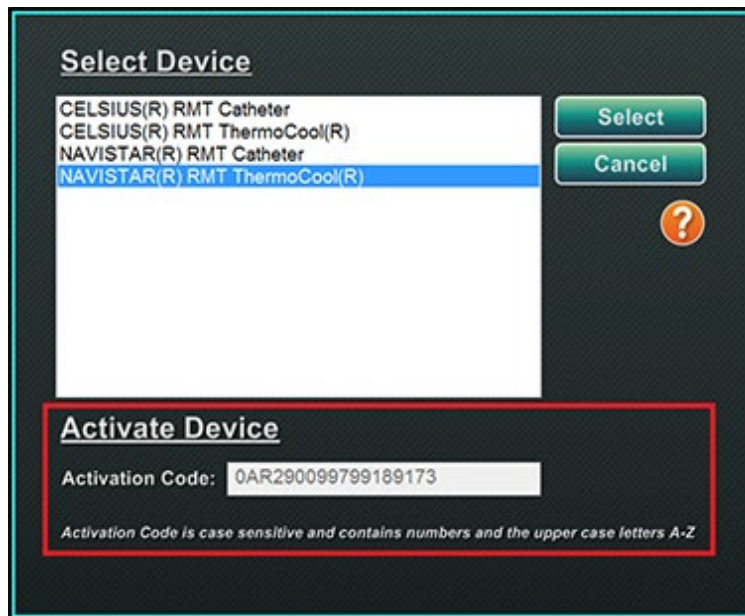 Select Device
CELSIUS(R) RMT Catheter
CELSIUS(R) RMT ThermoCool(R)
NAVISTAR(R) RMT Catheter
NAVISTAR(R) RMT ThermoCool(R)
Select
Cancel
?
Activate Device
Activation Code: 0AR290099799189173
Activation Code is case sensitive and contains numbers and the upper case letters A-Z